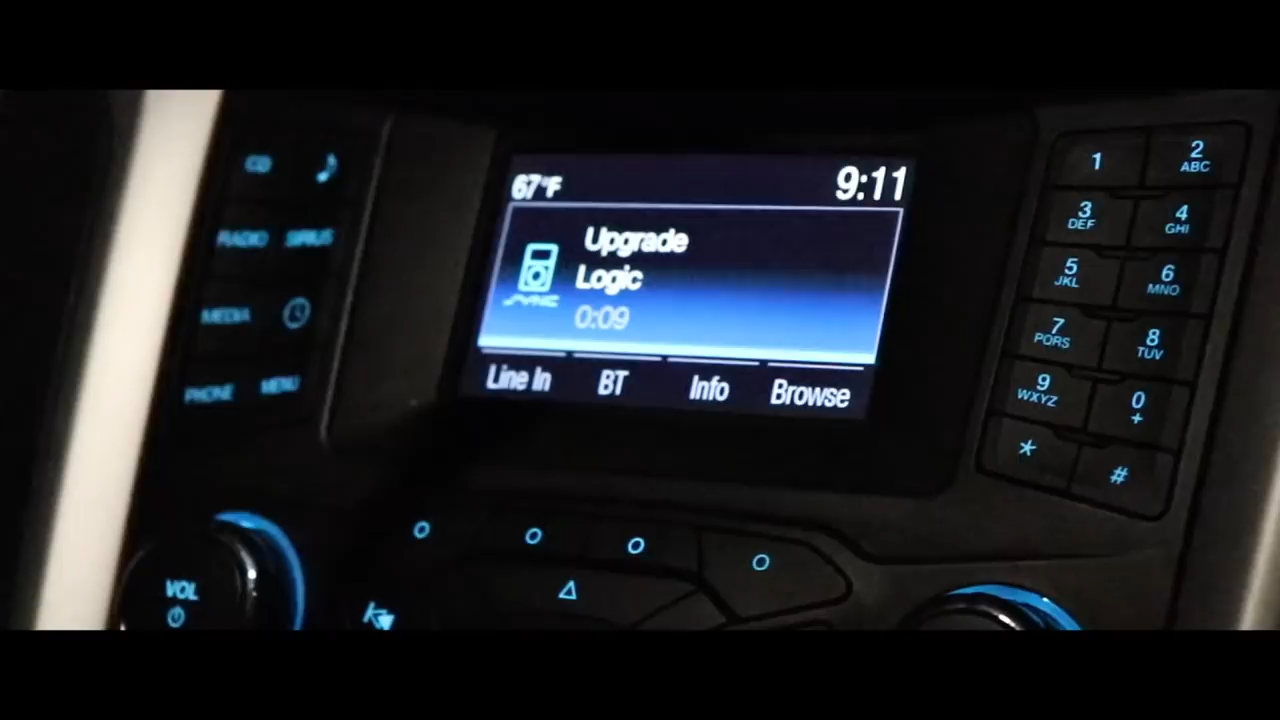 CD
RADIO SIRIUS
MEDIA
PHONE MENU
67°F 9:11
Upgrade
Logic
SYNC
0:09
Line In BT Info Browse
1 2 ABC
3 DEF 4 GHI
5 JKL 6 MNO
7 PQRS 8 TUV
9 WXYZ 0 +
* #
VOL